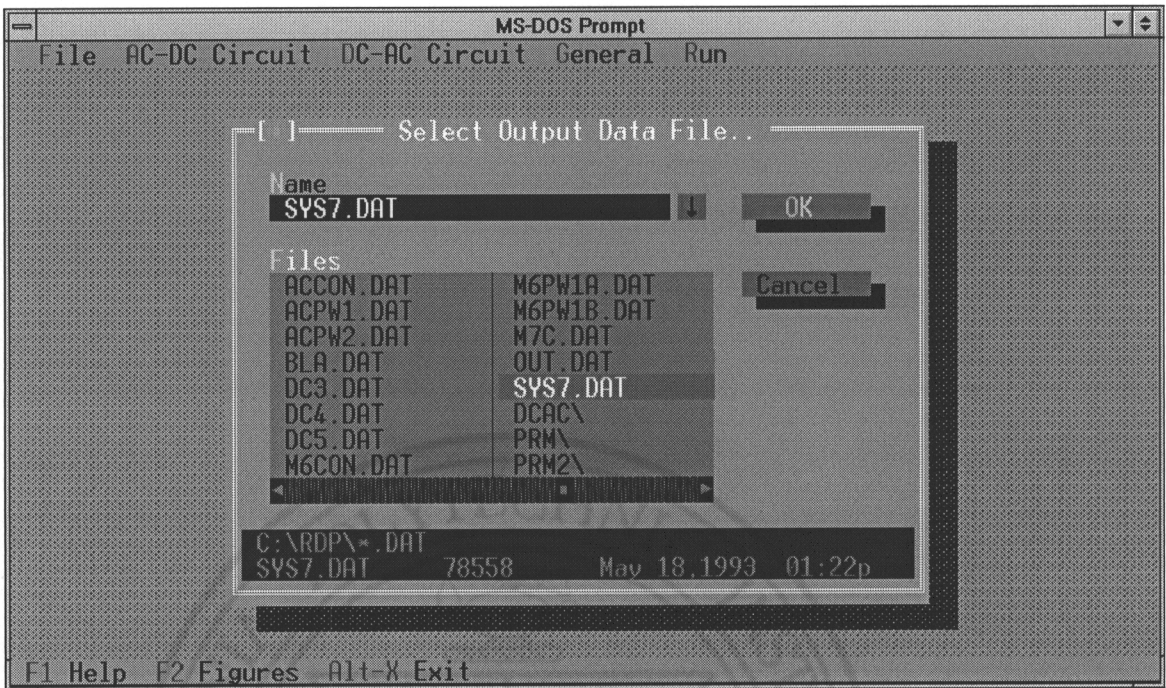 MS-DOS Prompt
File AC-DC Circuit DC-AC Circuit General Run
[ ] Select Output Data File..
Name
SYS7.DAT ↓ OK
Files
ACCON.DAT M6PW1A.DAT Cancel
ACPW1.DAT M6PW1B.DAT
ACPW2.DAT M7C.DAT
BLA.DAT OUT.DAT
DC3.DAT SYS7.DAT
DC4.DAT DCAC\
DC5.DAT PRM\
M6CON.DAT PRM2\
C:\RDP\*.DAT
SYS7.DAT 78558 May 18,1993 01:22p
F1 Help F2 Figures Alt-X Exit